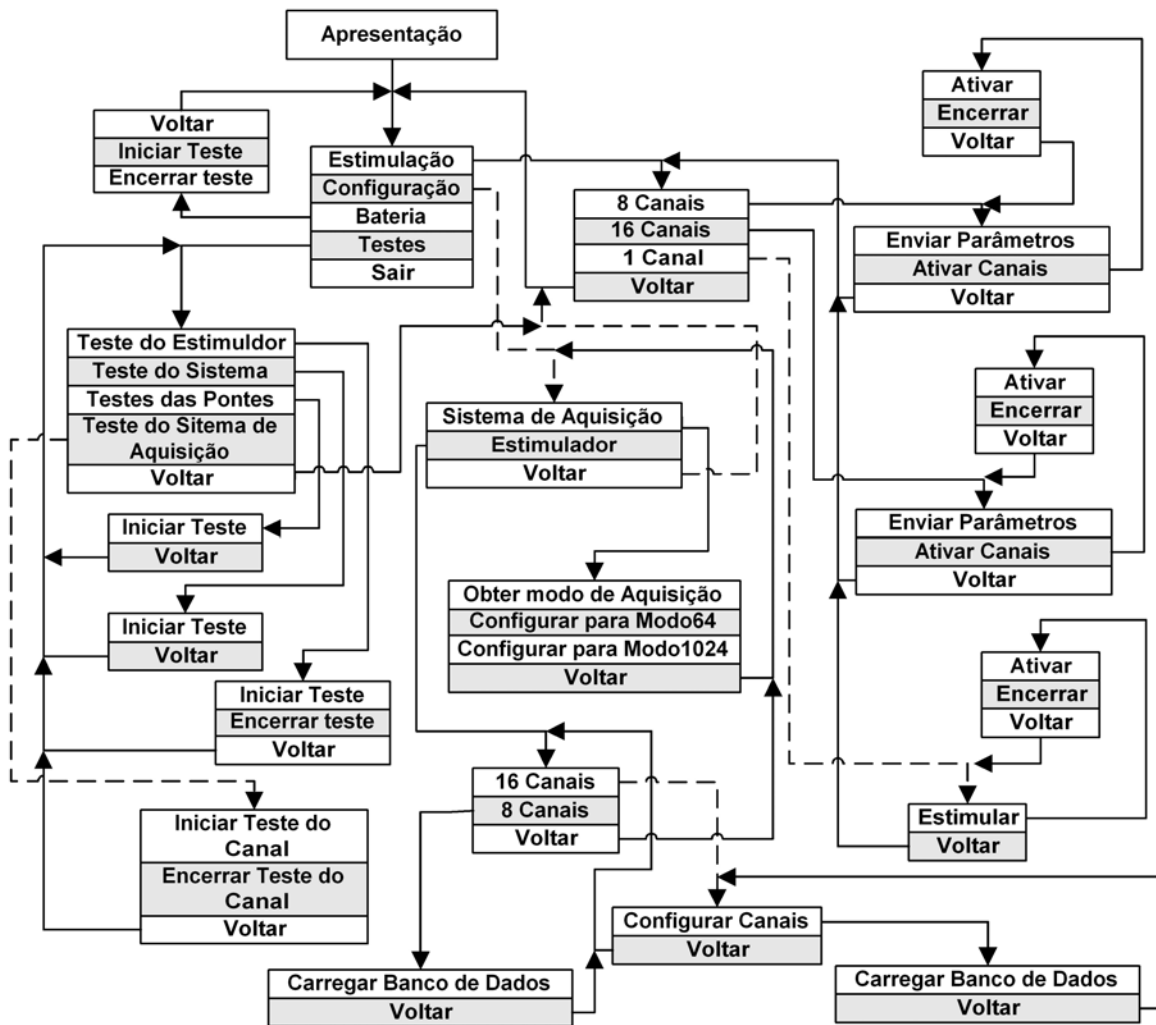 Apresentação
Voltar
Iniciar Teste
Encerrar teste
Estimulação
Configuração
Bateria
Testes
Sair
8 Canais
16 Canais
1 Canal
Voltar
Ativar
Encerrar
Voltar
Enviar Parâmetros
Ativar Canais
Voltar
Teste do Estimuldor
Teste do Sistema
Testes das Pontes
Teste do Sitema de
Aquisição
Voltar
Sistema de Aquisição
Estimulador
Voltar
Ativar
Encerrar
Voltar
Enviar Parâmetros
Ativar Canais
Voltar
Iniciar Teste
Voltar
Iniciar Teste
Voltar
Obter modo de Aquisição
Configurar para Modo64
Configurar para Modo1024
Voltar
Iniciar Teste
Encerrar teste
Voltar
Ativar
Encerrar
Voltar
16 Canais
8 Canais
Voltar
Estimular
Voltar
Iniciar Teste do
Canal
Encerrar Teste do
Canal
Voltar
Configurar Canais
Voltar
Carregar Banco de Dados
Voltar
Carregar Banco de Dados
Voltar